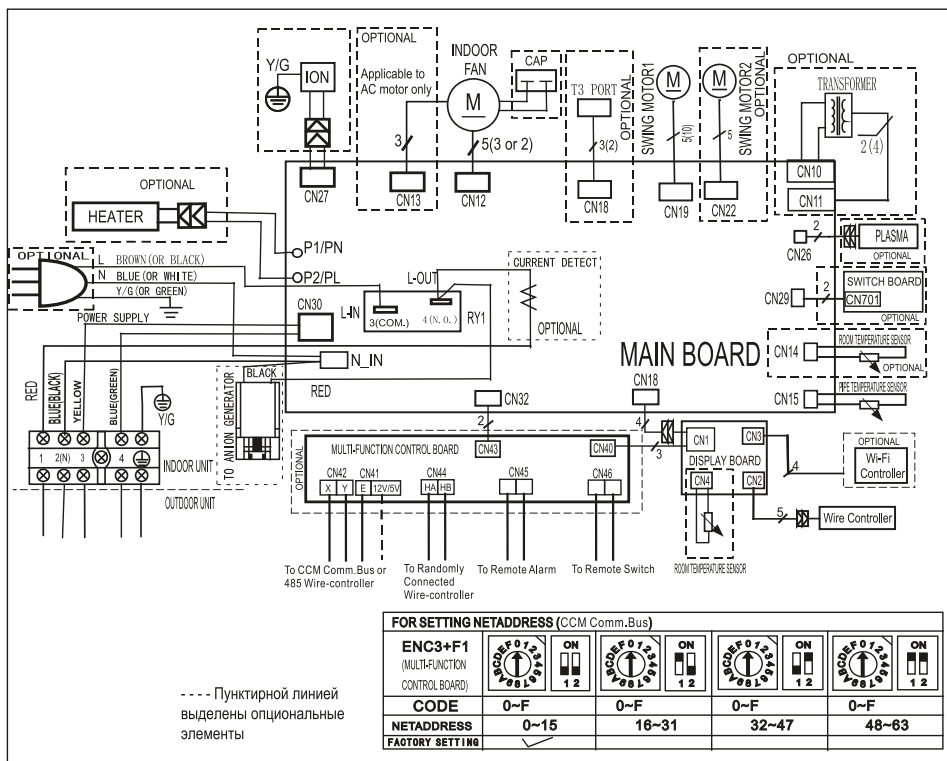 OPTIONAL
Applicable to
AC motor only
INDOOR
FAN
M
CAP
T3 PORT
OPTIONAL
SWING MOTOR1
M
SWING MOTOR2
OPTIONAL
M
OPTIONAL
TRANSFORMER
Y/G
ION
3
5(3 or 2)
3(2)
5(10)
5
2(4)
CN27
CN13
CN12
CN18
CN19
CN22
CN10
CN11
OPTIONAL
HEATER
P1/PN
P2/PL
OPTIONAL
L BROWN(OR BLACK)
N BLUE(OR WHITE)
Y/G(OR GREEN)
POWER SUPPLY
CN30
L-IN
L-OUT
3(COM.)
4(N.O.)
RY1
CURRENT DETECT
OPTIONAL
CN26
2
PLASMA
OPTIONAL
CN29
2
SWITCH BOARD
CN701
OPTIONAL
MAIN BOARD
CN14
ROOM TEMPERATURE SENSOR
OPTIONAL
CN15
PIPE TEMPERATURE SENSOR
N_IN
BLACK
RED
RED
BLUE(BLACK)
YELLOW
BLUE(GREEN)
Y/G
TO ANION GENERATOR
1 2(N) 3 4
INDOOR UNIT
OUTDOOR UNIT
CN32
2
CN18
4
3
OPTIONAL
MULTI-FUNCTION CONTROL BOARD
CN43
CN40
CN42
CN41
CN44
CN45
CN46
X Y E 12V/5V
HA HB
CN1
CN3
DISPLAY BOARD
CN4
CN2
4
5
OPTIONAL
Wi-Fi
Controller
Wire Controller
ROOM TEMPERATURE SENSOR
To CCM Comm.Bus or
485 Wire-controller
To Randomly
Connected
Wire-controller
To Remote Alarm
To Remote Switch
FOR SETTING NETADDRESS (CCM Comm.Bus)
ENC3+F1
(MULTI-FUNCTION
CONTROL BOARD)
0123456789ABCDEF
ON
1 2
0123456789ABCDEF
ON
1 2
0123456789ABCDEF
ON
1 2
0123456789ABCDEF
ON
1 2
CODE 0~F 0~F 0~F 0~F
NETADDRESS 0~15 16~31 32~47 48~63
FACTORY SETTING
---- Пунктирной линией
выделены опциональные
элементы